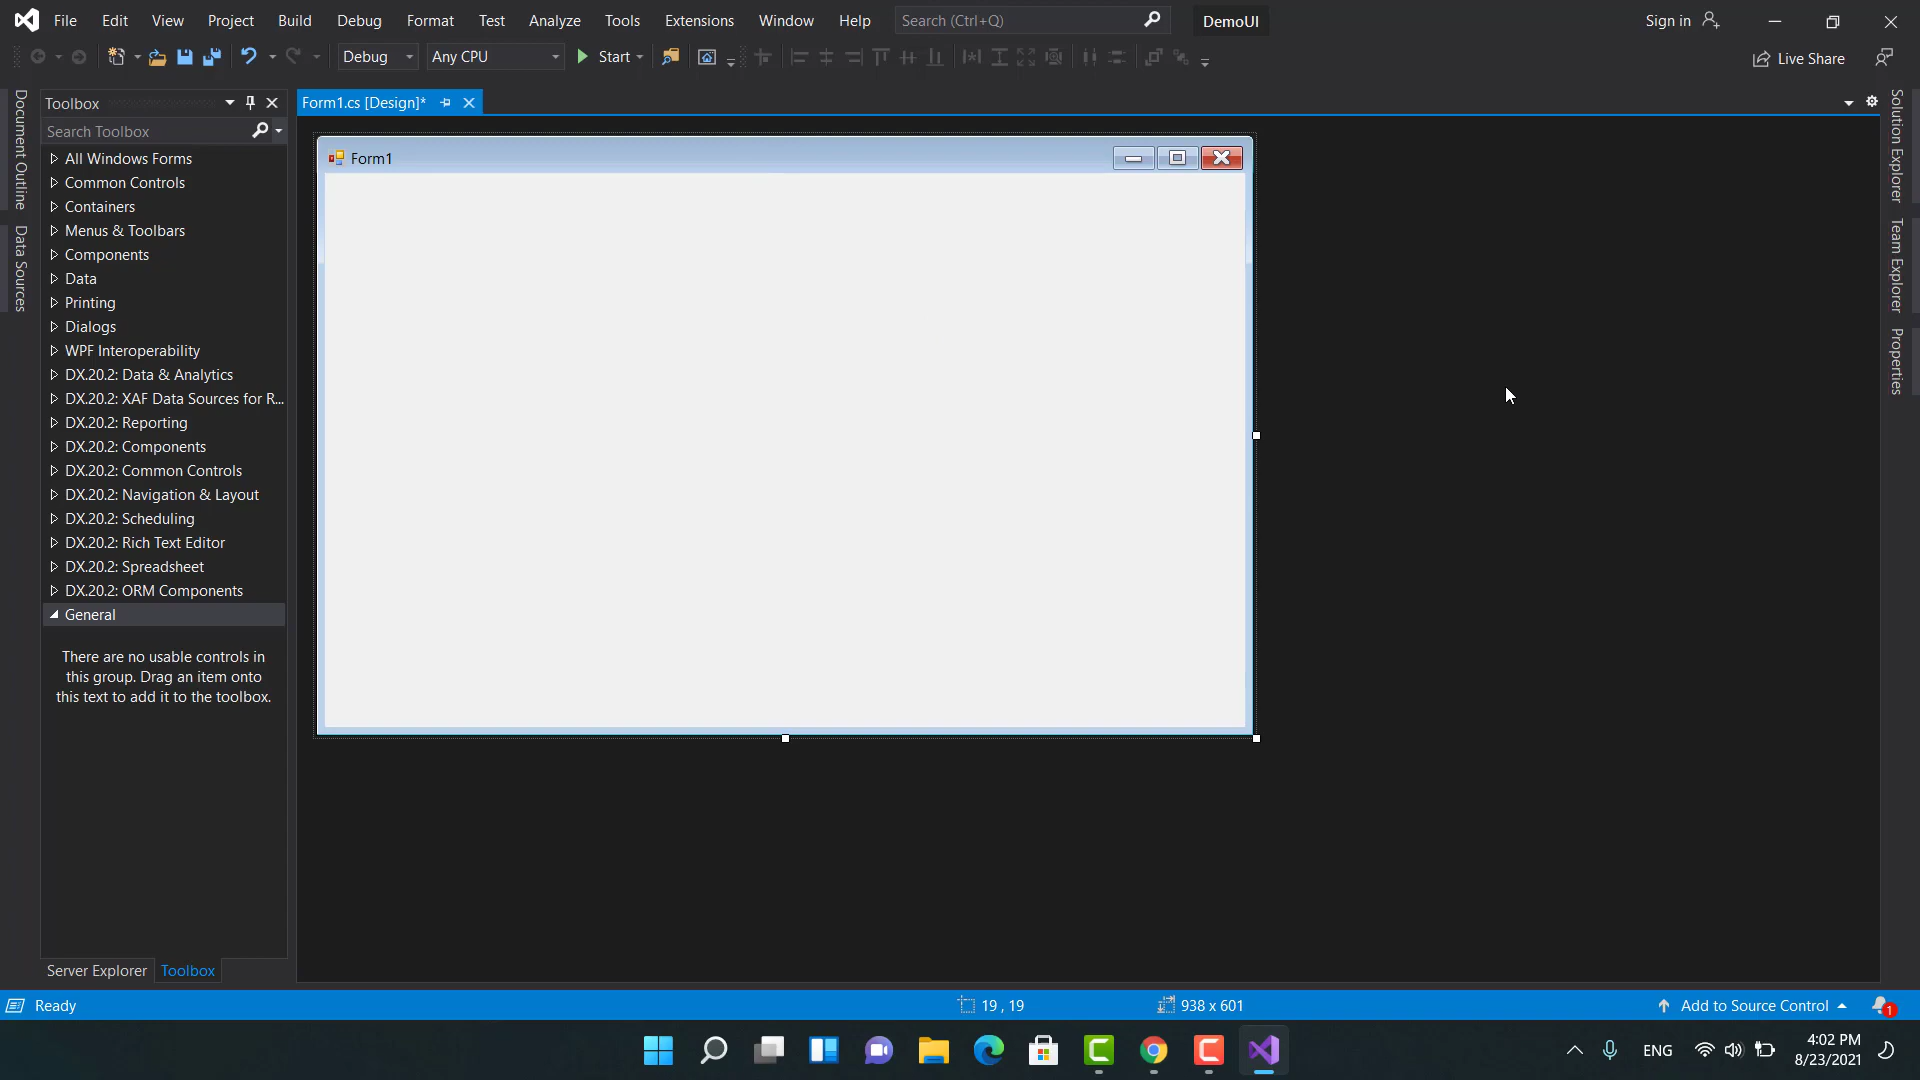 File Edit View Project Build Debug Format Test Analyze Tools Extensions Window Help Search (Ctrl+Q) DemoUI Sign in
Debug Any CPU Start Live Share
Document Outline
Data Sources
Toolbox
Search Toolbox
All Windows Forms
Common Controls
Containers
Menus & Toolbars
Components
Data
Printing
Dialogs
WPF Interoperability
DX.20.2: Data & Analytics
DX.20.2: XAF Data Sources for R...
DX.20.2: Reporting
DX.20.2: Components
DX.20.2: Common Controls
DX.20.2: Navigation & Layout
DX.20.2: Scheduling
DX.20.2: Rich Text Editor
DX.20.2: Spreadsheet
DX.20.2: ORM Components
General
There are no usable controls in
this group. Drag an item onto
this text to add it to the toolbox.
Server Explorer Toolbox
Form1.cs [Design]*
Form1
Solution Explorer
Team Explorer
Properties
Ready 19 , 19 938 x 601 Add to Source Control 1
ENG 4:02 PM
8/23/2021